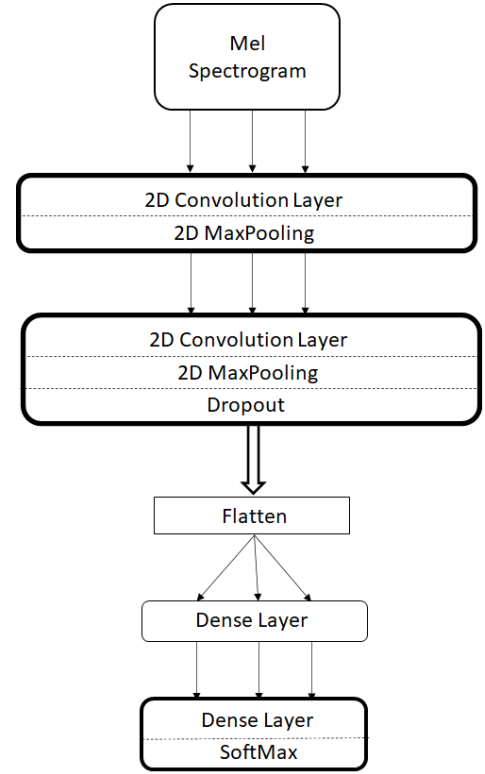 Mel
Spectrogram
2D Convolution Layer
2D MaxPooling
2D Convolution Layer
2D MaxPooling
Dropout
Flatten
Dense Layer
Dense Layer
SoftMax